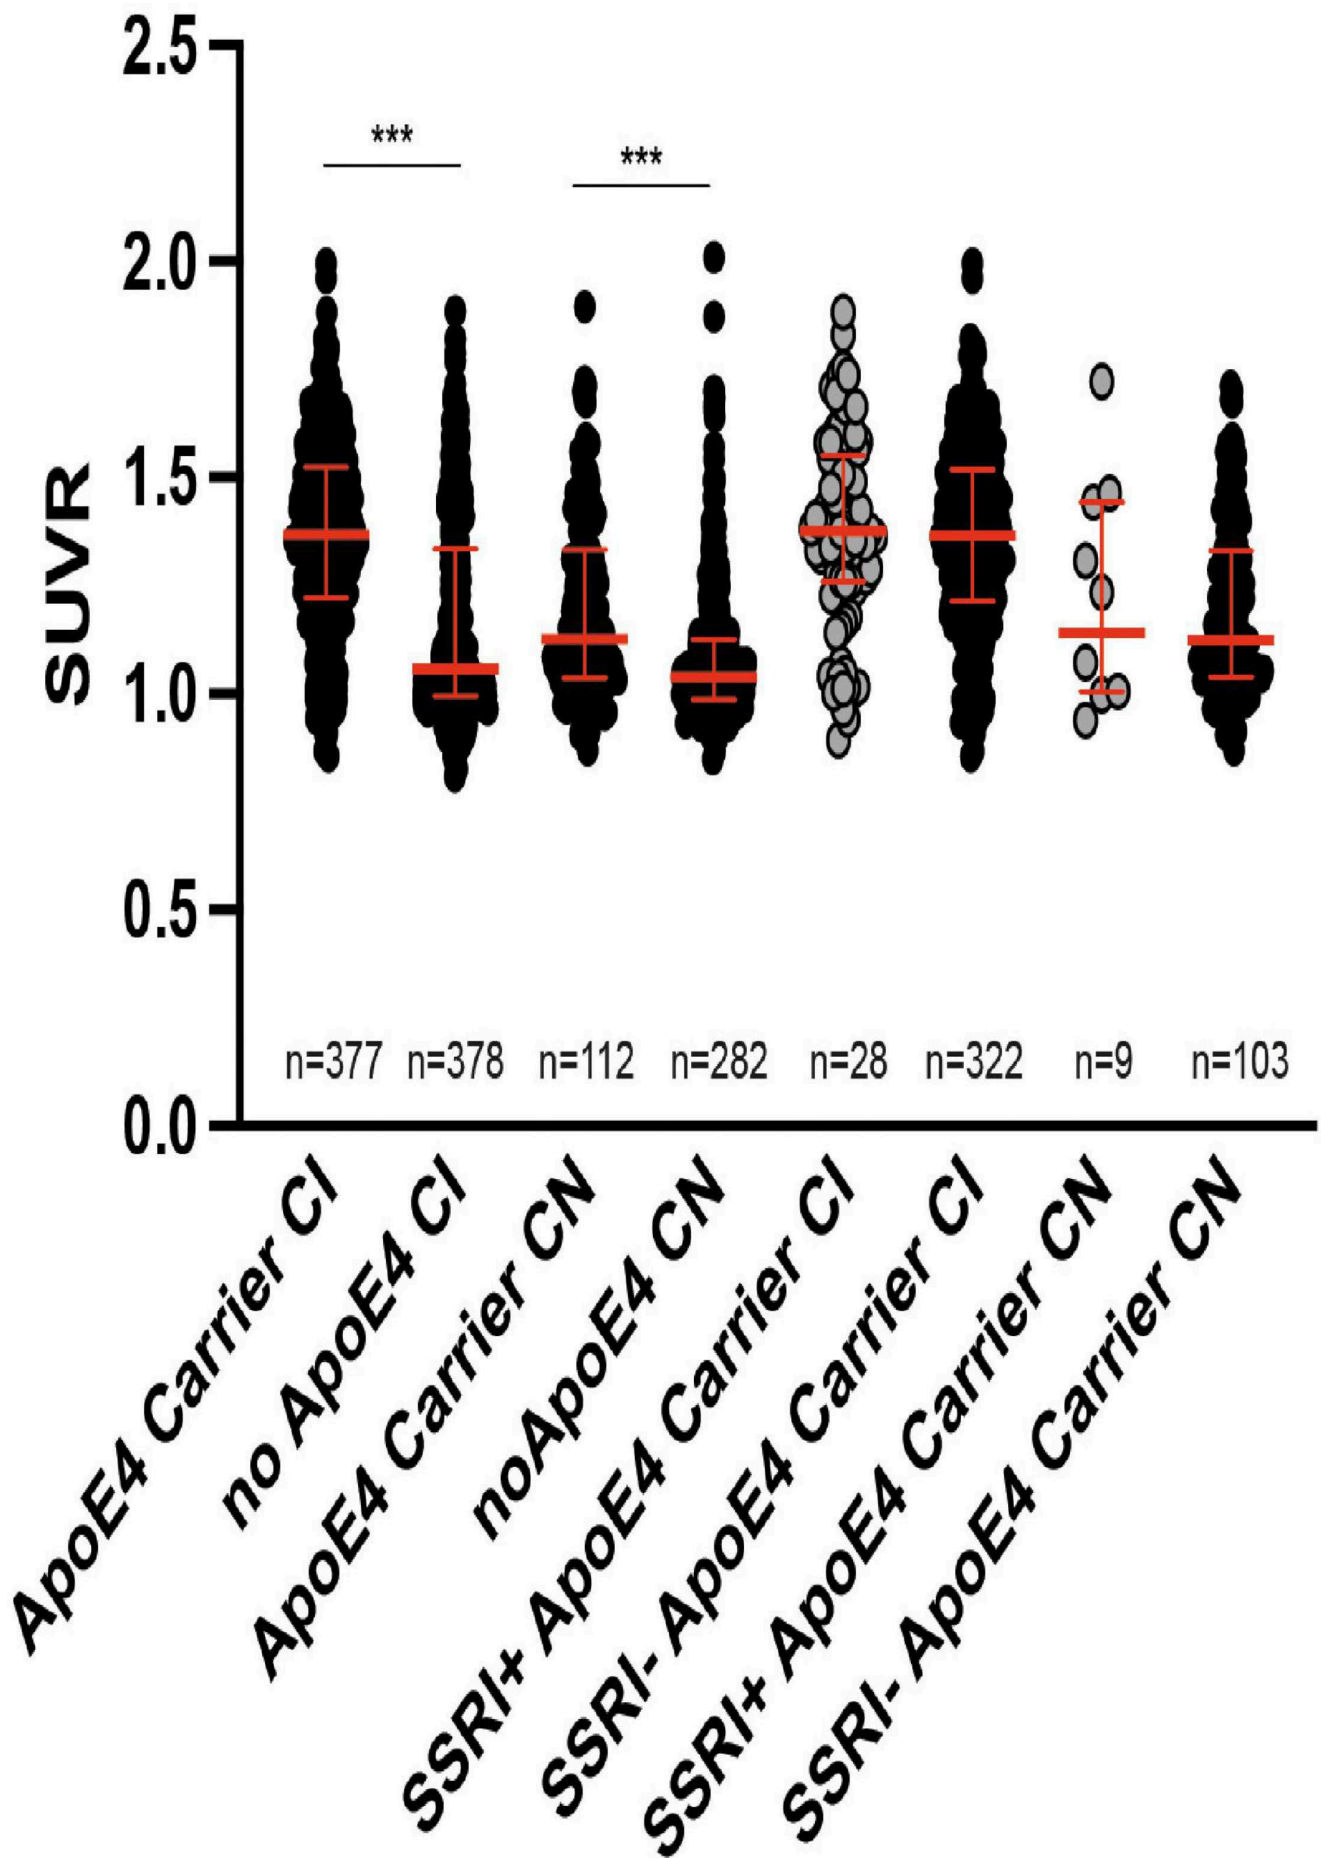 2.5
***
***
2.0
1.5
SUVR
1.0
0.5
n=377 n=378 n=112 n=282 n=28 n=322 n=9 n=103
0.0
ApoE4 Carrier CI
no ApoE4 CI
ApoE4 Carrier CN
noApoE4 CN
SSRI+ ApoE4 Carrier CI
SSRI- ApoE4 Carrier CI
SSRI+ ApoE4 Carrier CN
SSRI- ApoE4 Carrier CN